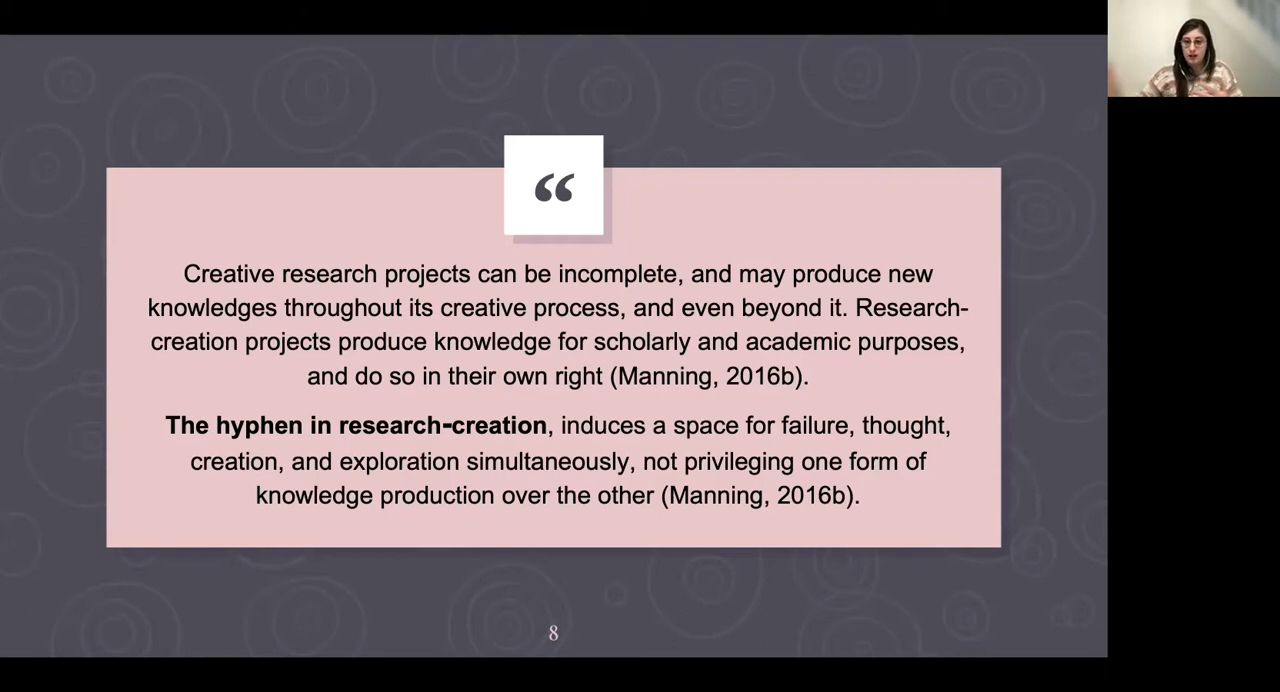 “
Creative research projects can be incomplete, and may produce new
knowledges throughout its creative process, and even beyond it. Research-
creation projects produce knowledge for scholarly and academic purposes,
and do so in their own right (Manning, 2016b).
The hyphen in research-creation, induces a space for failure, thought,
creation, and exploration simultaneously, not privileging one form of
knowledge production over the other (Manning, 2016b).
8